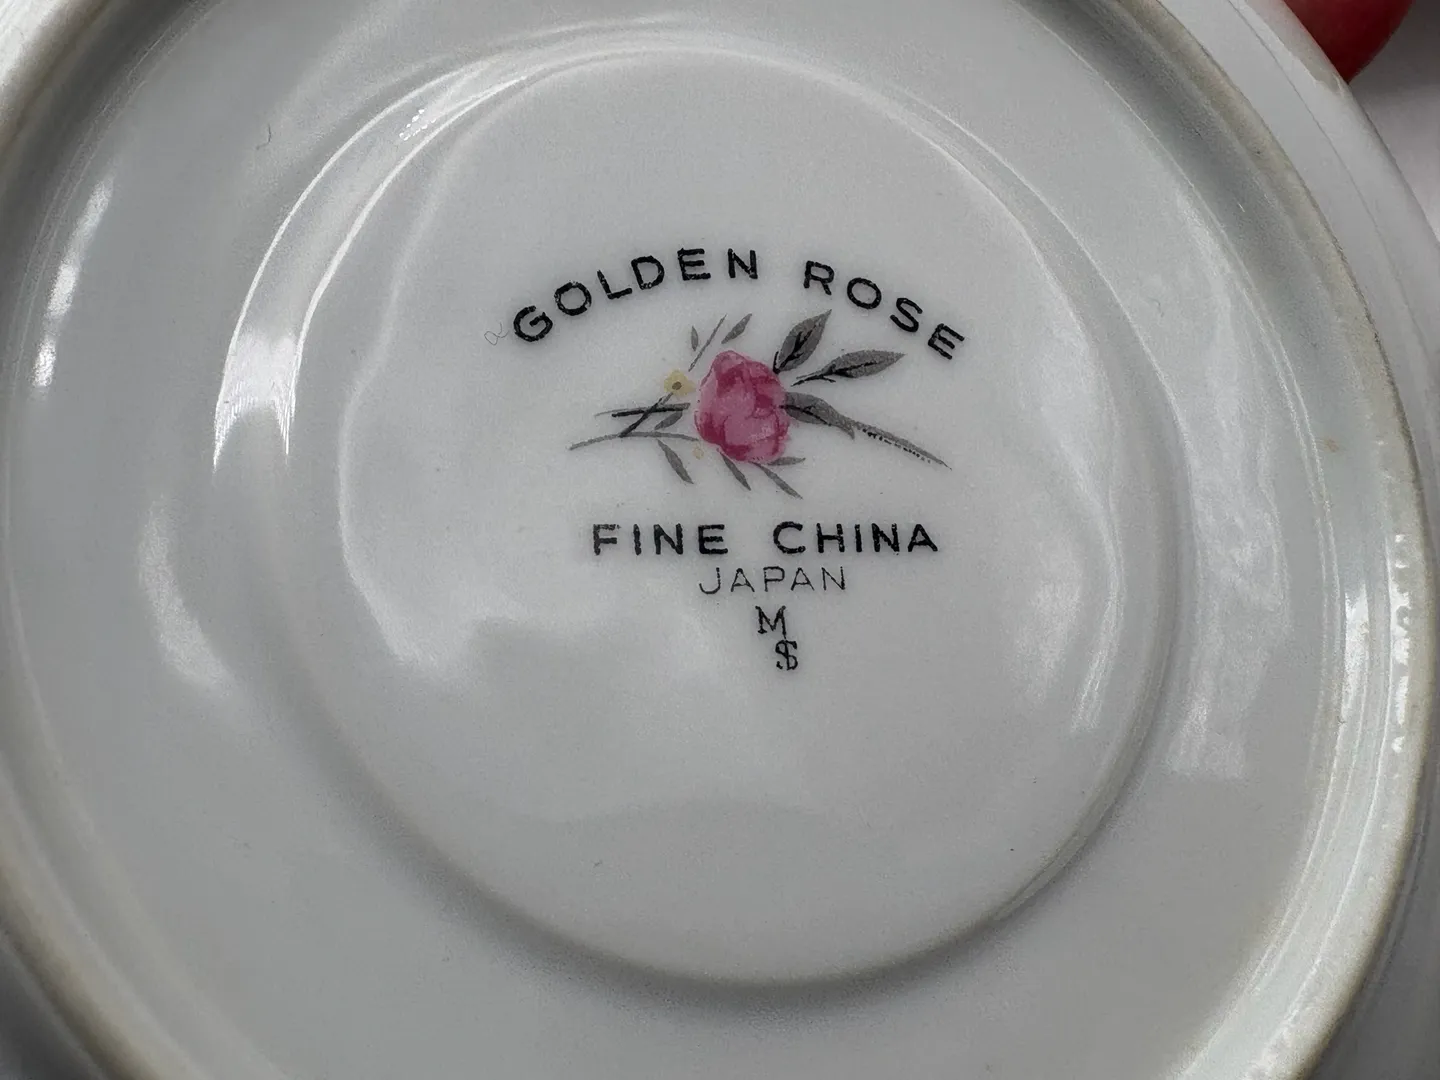 GOLDEN ROSE
FINE CHINA
JAPAN
M
S